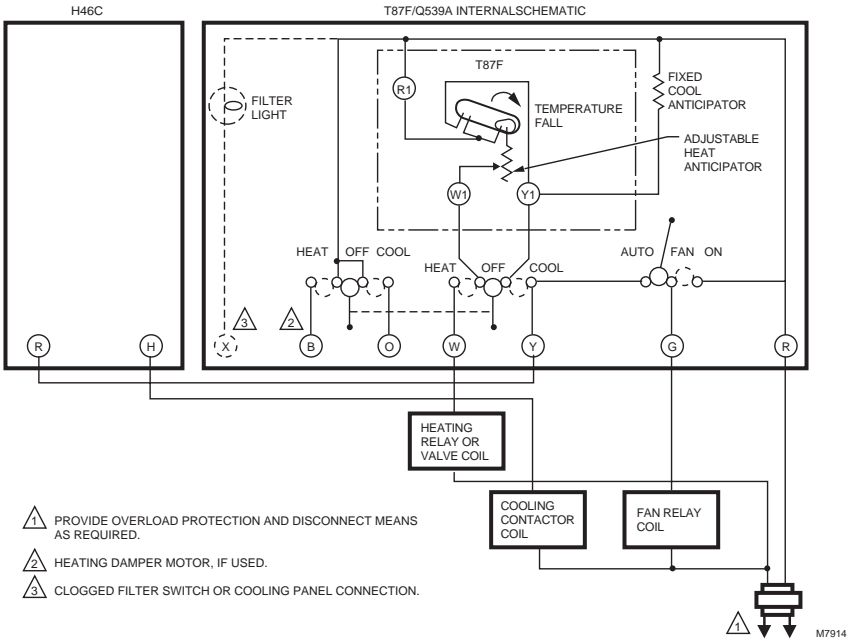 H46C
T87F/Q539A INTERNALSCHEMATIC
T87F
R1
FILTER
LIGHT
TEMPERATURE
FALL
FIXED
COOL
ANTICIPATOR
ADJUSTABLE
HEAT
ANTICIPATOR
W1
Y1
HEAT OFF COOL
HEAT OFF COOL
AUTO FAN ON
3
2
R
H
X
B
O
W
Y
G
R
HEATING
RELAY OR
VALVE COIL
COOLING
CONTACTOR
COIL
FAN RELAY
COIL
1 PROVIDE OVERLOAD PROTECTION AND DISCONNECT MEANS
AS REQUIRED.
2 HEATING DAMPER MOTOR, IF USED.
3 CLOGGED FILTER SWITCH OR COOLING PANEL CONNECTION.
1
M7914